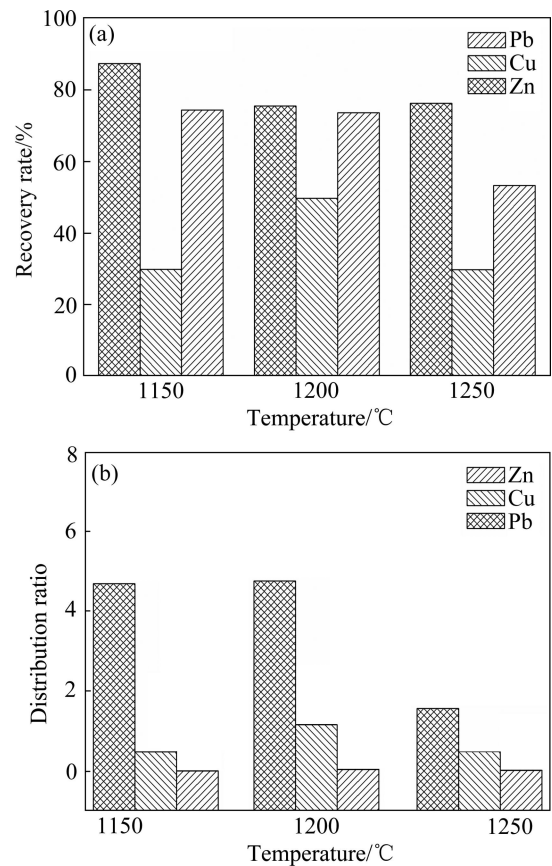 (a)
Pb
Cu
Zn
100
80
60
40
20
0
Recovery rate/%
1150
1200
1250
Temperature/℃
(b)
Zn
Cu
Pb
8
6
4
2
0
Distribution ratio
1150
1200
1250
Temperature/℃